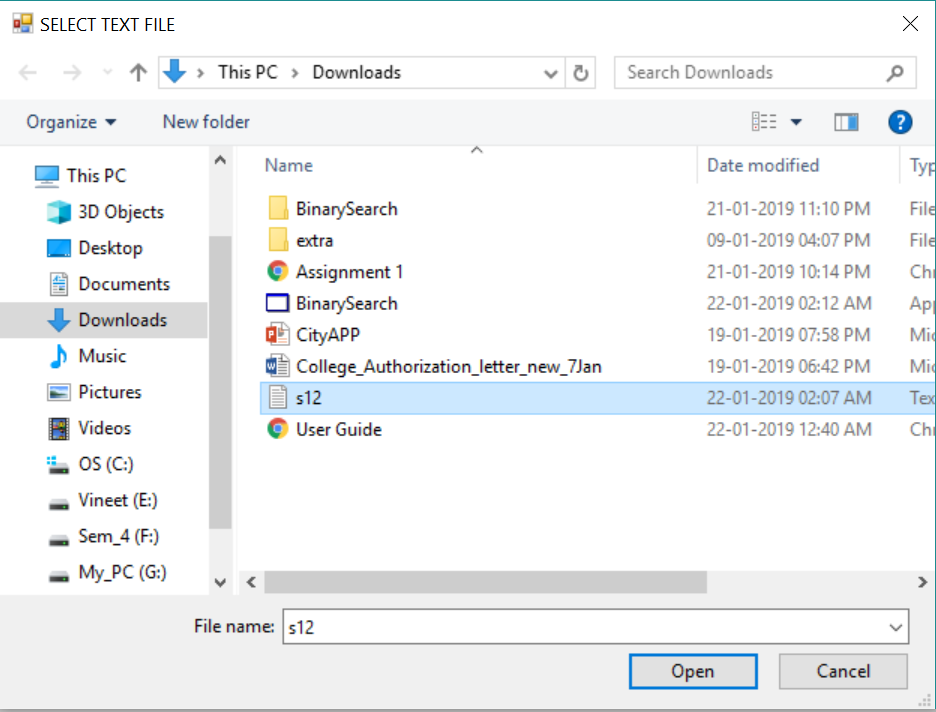 SELECT TEXT FILE
This PC > Downloads
Search Downloads
Organize
New folder
?
Name
Date modified
Typ
This PC
3D Objects
Desktop
Documents
Downloads
Music
Pictures
Videos
OS (C:)
Vineet (E:)
Sem_4 (F:)
My_PC (G:)
BinarySearch 21-01-2019 11:10 PM File
extra 09-01-2019 04:07 PM File
Assignment 1 21-01-2019 10:14 PM Chr
BinarySearch 22-01-2019 02:12 AM App
CityAPP 19-01-2019 07:58 PM Mic
College_Authorization_letter_new_7Jan 19-01-2019 06:42 PM Mic
s12 22-01-2019 02:07 AM Tex
User Guide 22-01-2019 12:40 AM Chr
File name: s12
Open
Cancel